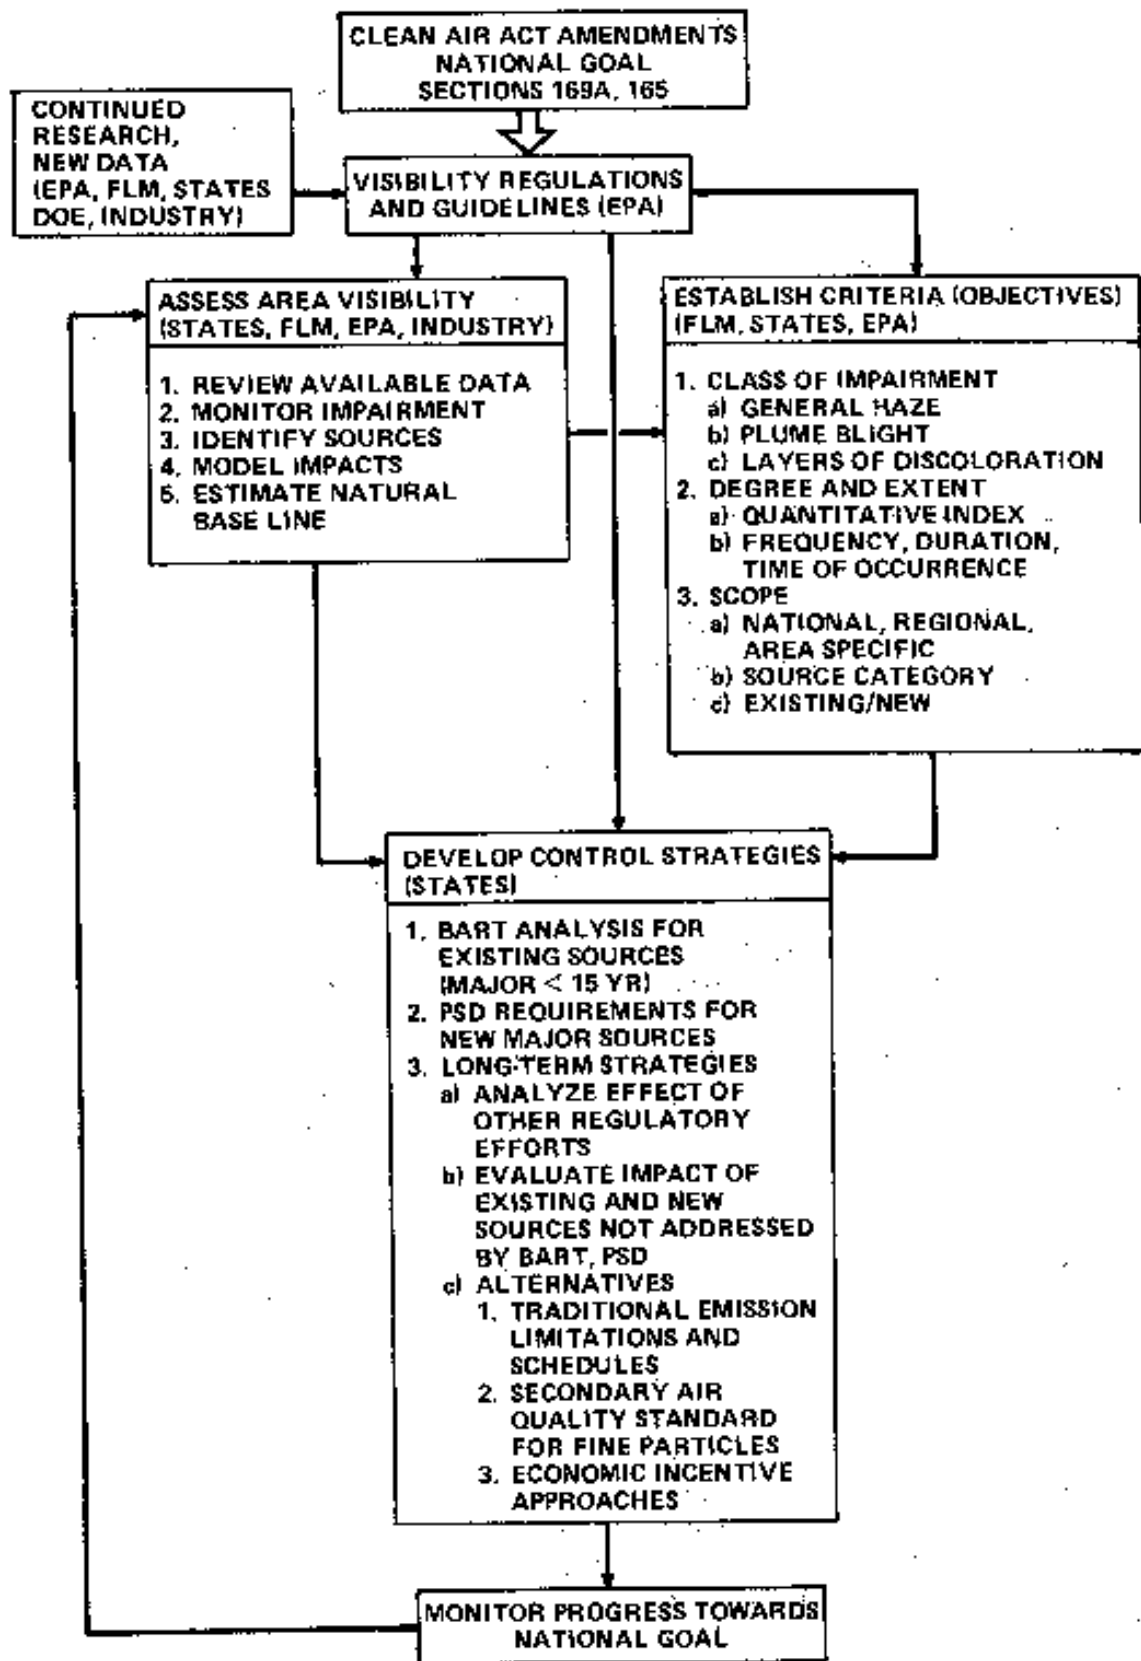 CLEAN AIR ACT AMENDMENTS
NATIONAL GOAL
SECTIONS 169A, 165
CONTINUED
RESEARCH,
NEW DATA
(EPA, FLM, STATES
DOE, INDUSTRY)
VISIBILITY REGULATIONS
AND GUIDELINES (EPA)
ASSESS AREA VISIBILITY
(STATES, FLM, EPA, INDUSTRY)
1. REVIEW AVAILABLE DATA
2. MONITOR IMPAIRMENT
3. IDENTIFY SOURCES
4. MODEL IMPACTS
5. ESTIMATE NATURAL
BASE LINE
ESTABLISH CRITERIA (OBJECTIVES)
(FLM, STATES, EPA)
1. CLASS OF IMPAIRMENT
a) GENERAL HAZE
b) PLUME BLIGHT
c) LAYERS OF DISCOLORATION
2. DEGREE AND EXTENT
a) QUANTITATIVE INDEX
b) FREQUENCY, DURATION,
TIME OF OCCURRENCE
3. SCOPE
a) NATIONAL, REGIONAL,
AREA SPECIFIC
b) SOURCE CATEGORY
c) EXISTING/NEW
DEVELOP CONTROL STRATEGIES
(STATES)
1. BART ANALYSIS FOR
EXISTING SOURCES
(MAJOR < 15 YR)
2. PSD REQUIREMENTS FOR
NEW MAJOR SOURCES
3. LONG-TERM STRATEGIES
a) ANALYZE EFFECT OF
OTHER REGULATORY
EFFORTS
b) EVALUATE IMPACT OF
EXISTING AND NEW
SOURCES NOT ADDRESSED
BY BART, PSD
c) ALTERNATIVES
1. TRADITIONAL EMISSION
LIMITATIONS AND
SCHEDULES
2. SECONDARY AIR
QUALITY STANDARD
FOR FINE PARTICLES
3. ECONOMIC INCENTIVE
APPROACHES
MONITOR PROGRESS TOWARDS
NATIONAL GOAL